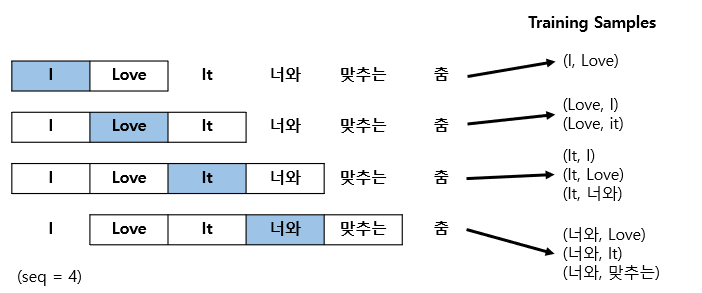 Training Samples
I Love It 너와 맞추는 춤
(I, Love)
I Love It 너와 맞추는 춤
(Love, I)
(Love, it)
I Love It 너와 맞추는 춤
(It, I)
(It, Love)
(It, 너와)
I Love It 너와 맞추는 춤
(너와, Love)
(너와, It)
(너와, 맞추는)
(seq = 4)